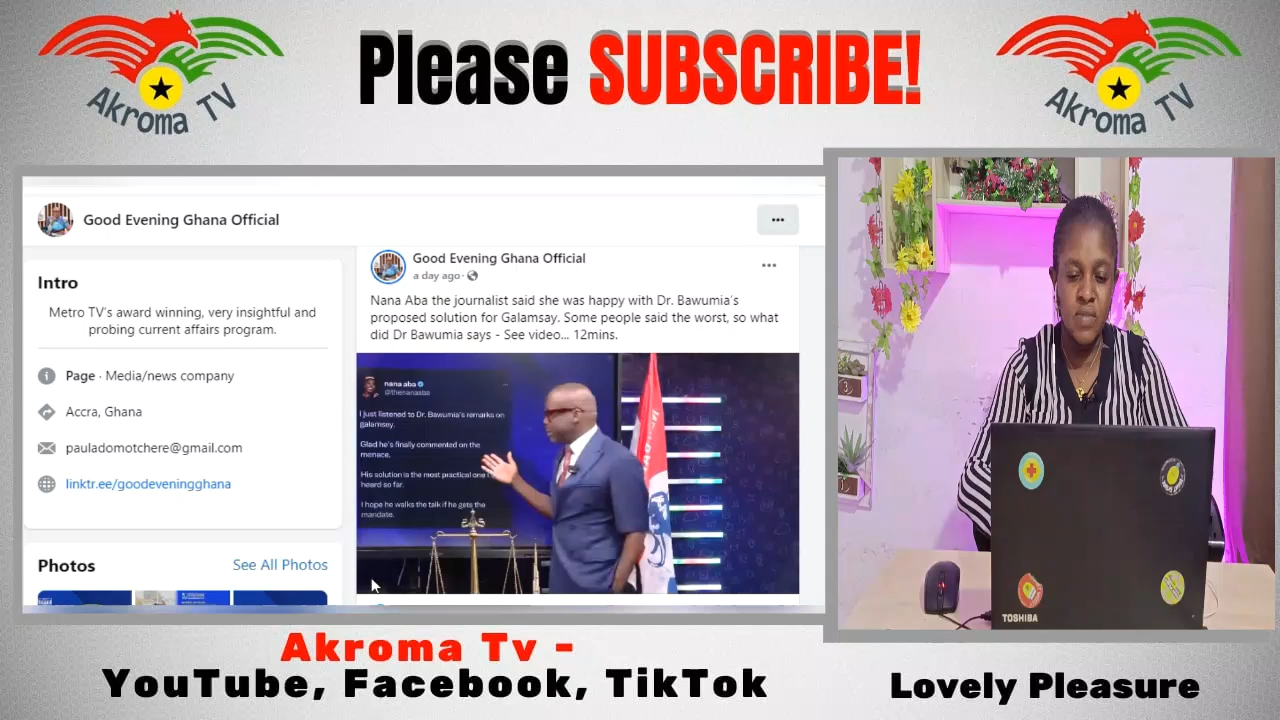 Akroma TV
Please SUBSCRIBE!
Akroma TV
Good Evening Ghana Official
Intro
Metro TV's award winning, very insightful and
probing current affairs program.
Page · Media/news company
Accra, Ghana
pauladomotchere@gmail.com
linktr.ee/goodeveningghana
Photos
See All Photos
Good Evening Ghana Official
a day ago ·
Nana Aba the journalist said she was happy with Dr. Bawumia's
proposed solution for Galamsay. Some people said the worst, so what
did Dr Bawumia says - See video... 12mins.
nana aba
@thenanaaba
I just listened to Dr. Bawumia's remarks on
galamsey.
Glad he's finally commented on the
menace.
His solution is the most practical one
heard so far.
I hope he walks the talk if he gets the
mandate.
TOSHIBA
Akroma Tv -
YouTube, Facebook, TikTok
Lovely Pleasure